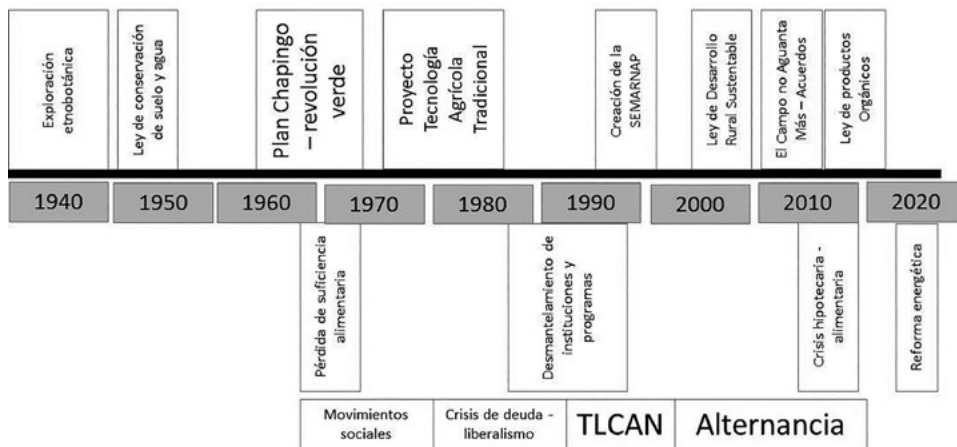 Exploración
etnobotánica
Ley de conservación
de suelo y agua
Plan Chapingo
– revolución
verde
Proyecto
Tecnología
Agrícola
Tradicional
Creación de la
SEMARNAP
Ley de Desarrollo
Rural Sustentable
El Campo no Aguanta
Más – Acuerdos
Ley de productos
Orgánicos
1940
1950
1960
1970
1980
1990
2000
2010
2020
Pérdida de suficiencia
alimentaria
Desmantelamiento de
instituciones y
programas
Crisis hipotecaria -
alimentaria
Reforma energética
Movimientos
sociales
Crisis de deuda -
liberalismo
TLCAN
Alternancia